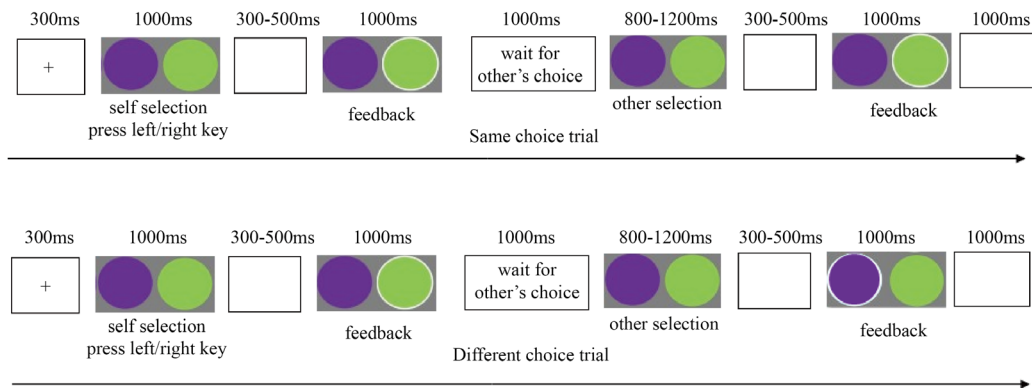 300ms 1000ms 300-500ms 1000ms 1000ms 800-1200ms 300-500ms 1000ms 1000ms
+
wait for
other's choice
self selection
press left/right key
feedback
other selection
feedback
Same choice trial
300ms 1000ms 300-500ms 1000ms 1000ms 800-1200ms 300-500ms 1000ms 1000ms
+
wait for
other's choice
self selection
press left/right key
feedback
other selection
feedback
Different choice trial